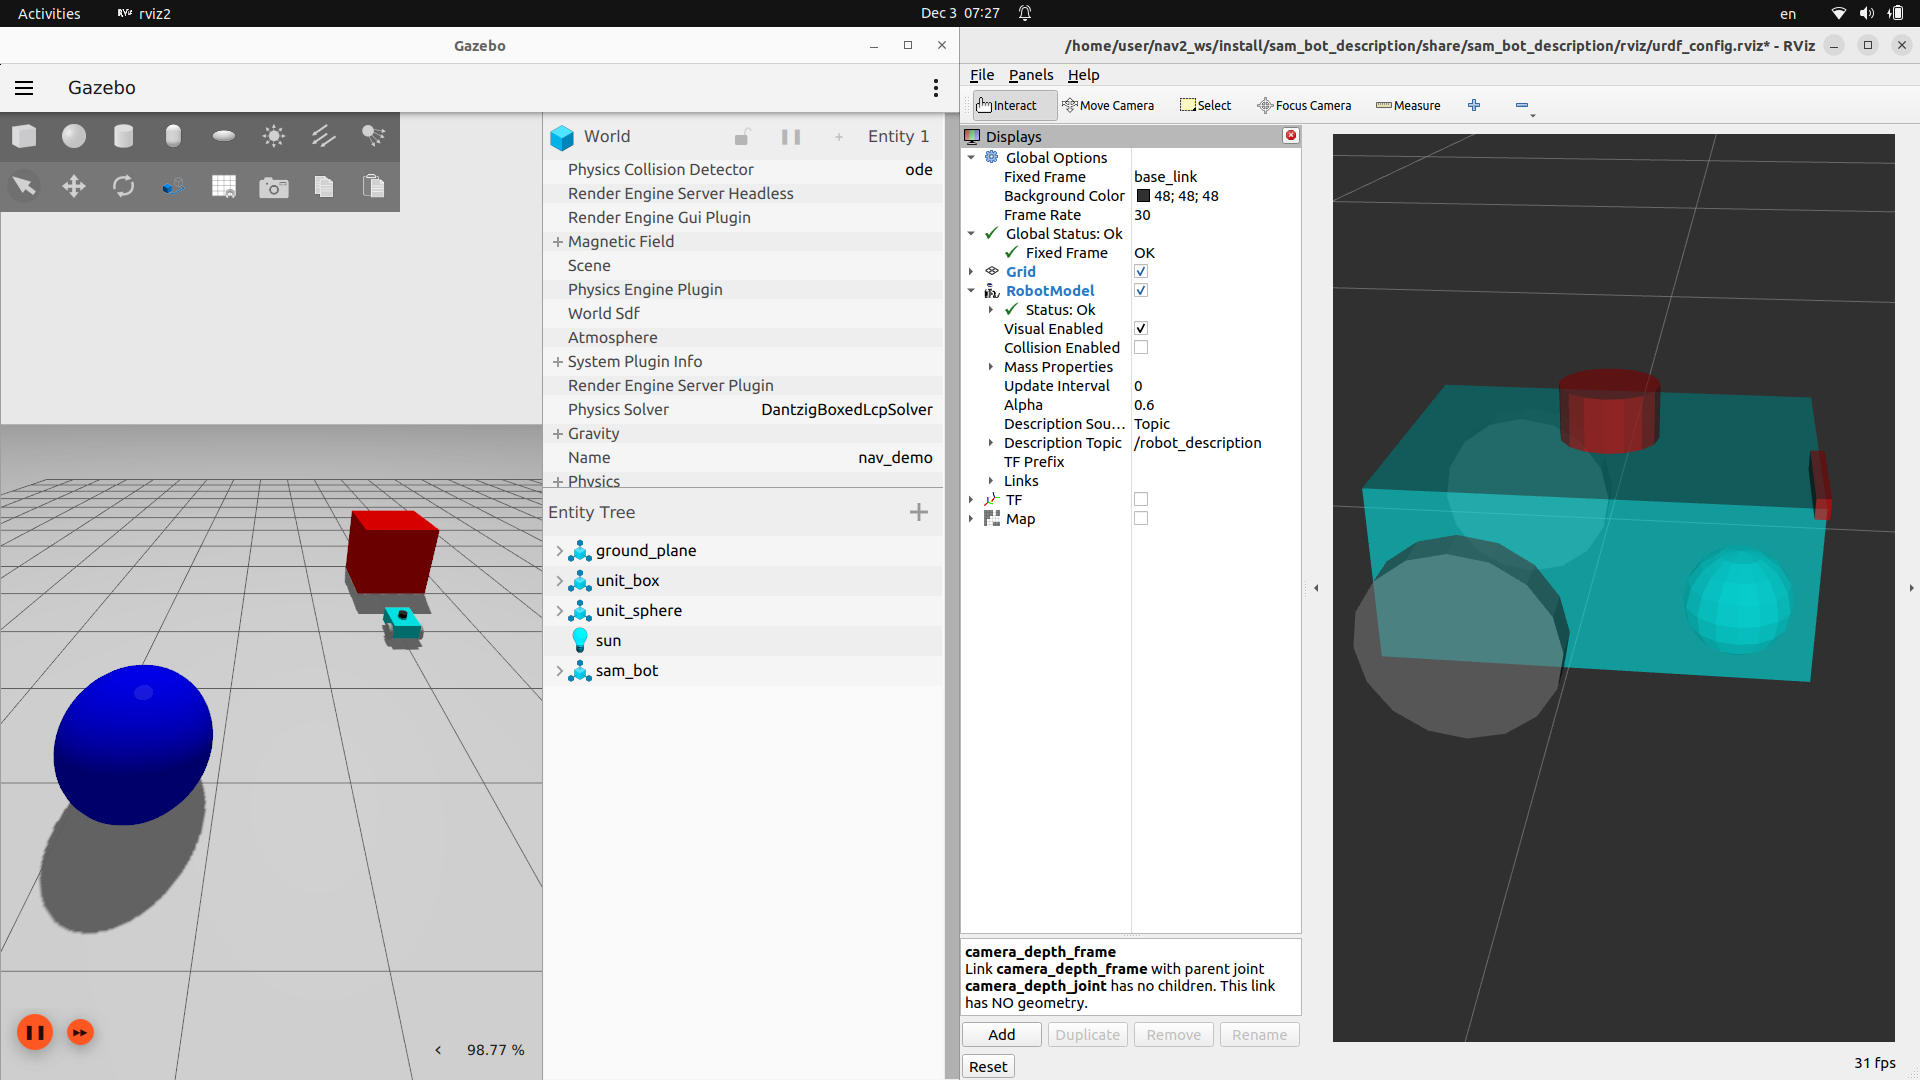 Activities
RViz rviz2
Dec 3 07:27
en
Gazebo
Gazebo
World
Entity 1
Physics Collision Detector ode
Render Engine Server Headless
Render Engine Gui Plugin
Magnetic Field
Scene
Physics Engine Plugin
World Sdf
Atmosphere
System Plugin Info
Render Engine Server Plugin
Physics Solver DantzigBoxedLcpSolver
Gravity
Name nav_demo
Physics
Entity Tree
ground_plane
unit_box
unit_sphere
sun
sam_bot
98.77 %
/home/user/nav2_ws/install/sam_bot_description/share/sam_bot_description/rviz/urdf_config.rviz* - RViz
File Panels Help
Interact Move Camera Select Focus Camera Measure
Displays
Global Options
Fixed Frame base_link
Background Color 48; 48; 48
Frame Rate 30
Global Status: Ok
Fixed Frame OK
Grid
RobotModel
Status: Ok
Visual Enabled
Collision Enabled
Mass Properties
Update Interval 0
Alpha 0.6
Description Sou... Topic
Description Topic /robot_description
TF Prefix
Links
TF
Map
camera_depth_frame
Link camera_depth_frame with parent joint
camera_depth_joint has no children. This link
has NO geometry.
Add Duplicate Remove Rename
Reset
31 fps